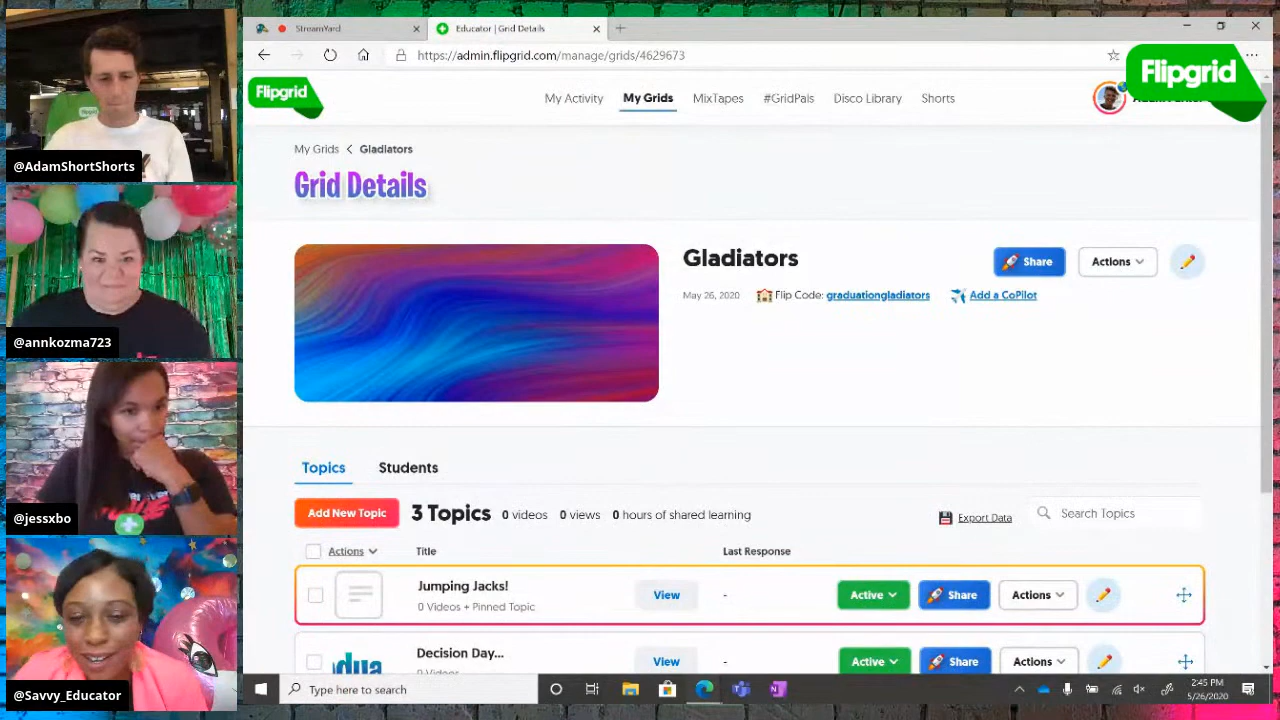 @AdamShortShorts
@annkozma723
@jessxbo
@Savvy_Educator
StreamYard
Educator | Grid Details
https://admin.flipgrid.com/manage/grids/4629673
Flipgrid
My Activity
My Grids
MixTapes
#GridPals
Disco Library
Shorts
Flipgrid
My Grids < Gladiators
Grid Details
Gladiators
Share
Actions
May 26, 2020
Flip Code: graduationgladiators
Add a CoPilot
Topics
Students
Add New Topic
3 Topics
0 videos
0 views
0 hours of shared learning
Export Data
Search Topics
Actions
Title
Last Response
Jumping Jacks!
0 Videos + Pinned Topic
View
-
Active
Share
Actions
Decision Day...
0 Videos
View
-
Active
Share
Actions
Type here to search
2:45 PM
5/26/2020